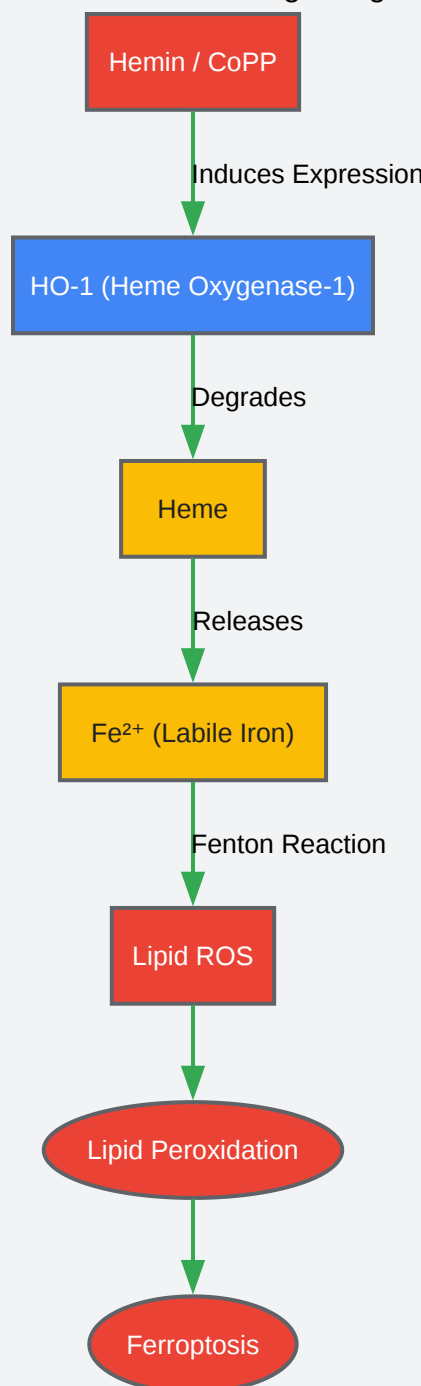 Hemin / CoPP
Induces Expression
HO-1 (Heme Oxygenase-1)
Degrades
Heme
Releases
Fe²⁺ (Labile Iron)
Fenton Reaction
Lipid ROS
Lipid Peroxidation
Ferroptosis